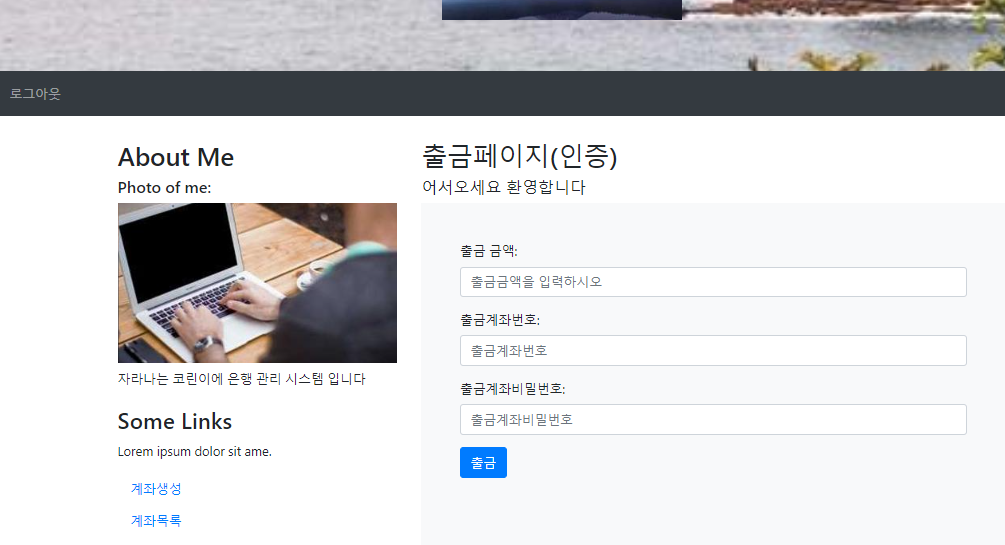 로그아웃
About Me
Photo of me:
자라나는 코린이에 은행 관리 시스템 입니다
Some Links
Lorem ipsum dolor sit ame.
계좌생성
계좌목록
출금페이지(인증)
어서오세요 환영합니다
출금 금액:
출금금액을 입력하시오
출금계좌번호:
출금계좌번호
출금계좌비밀번호:
출금계좌비밀번호
출금